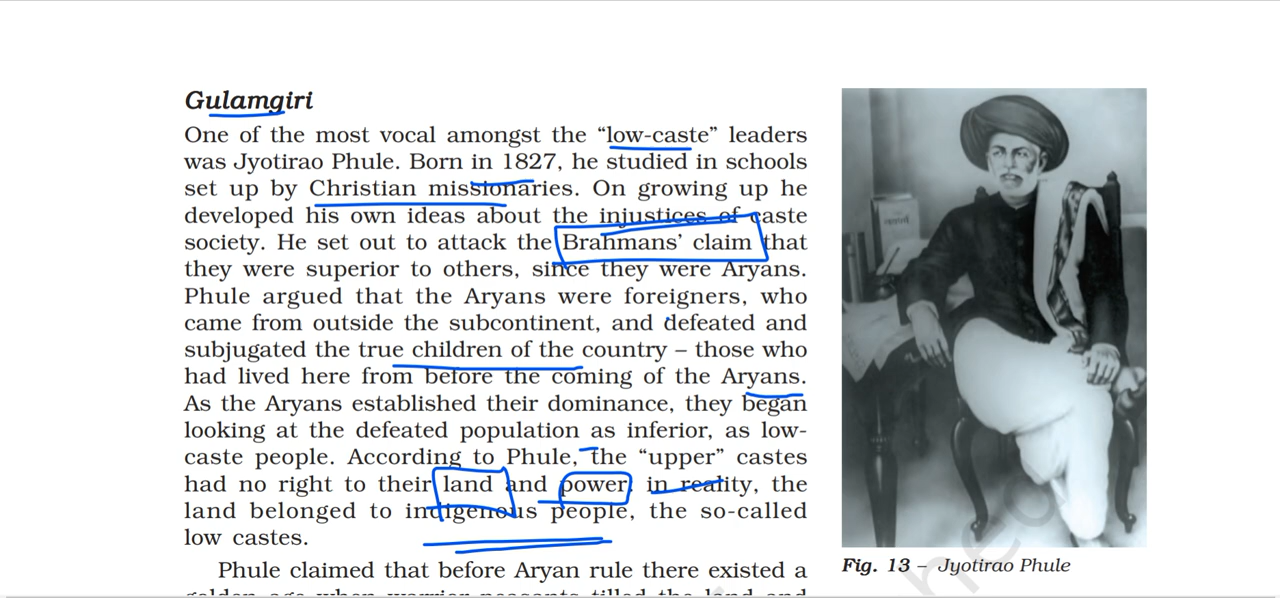 Gulamgiri
One of the most vocal amongst the “low-caste” leaders
was Jyotirao Phule. Born in 1827, he studied in schools
set up by Christian missionaries. On growing up he
developed his own ideas about the injustices of caste
society. He set out to attack the Brahmans’ claim that
they were superior to others, since they were Aryans.
Phule argued that the Aryans were foreigners, who
came from outside the subcontinent, and defeated and
subjugated the true children of the country – those who
had lived here from before the coming of the Aryans.
As the Aryans established their dominance, they began
looking at the defeated population as inferior, as low-
caste people. According to Phule, the “upper” castes
had no right to their land and power: in reality, the
land belonged to indigenous people, the so-called
low castes.
Phule claimed that before Aryan rule there existed a
Fig. 13 – Jyotirao Phule